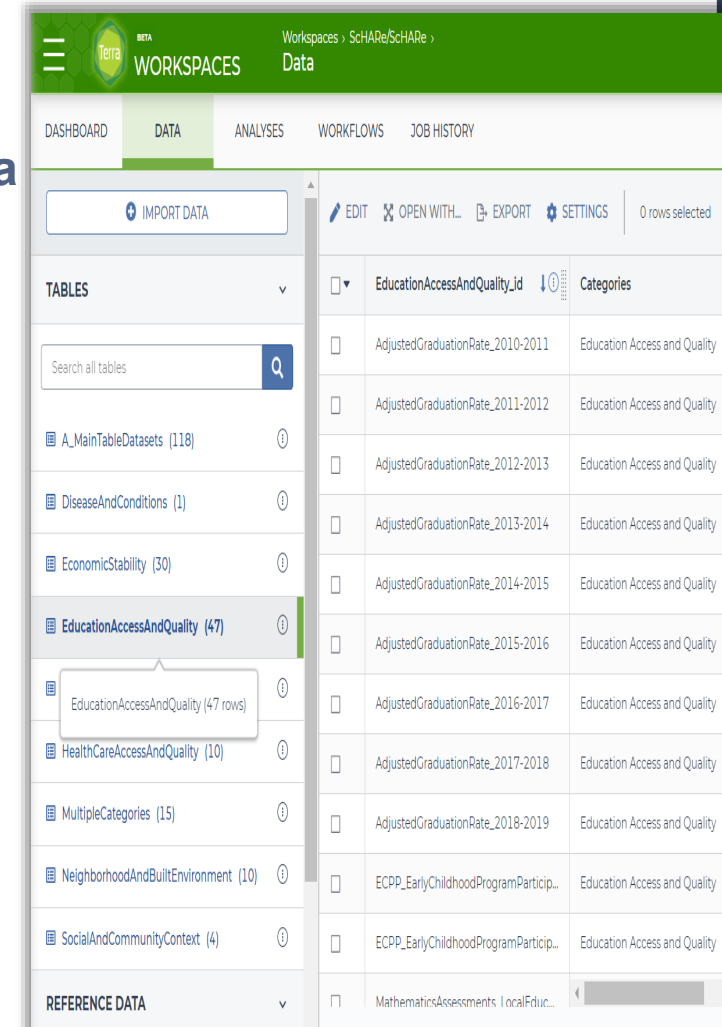 a
Terra
BETA
WORKSPACES
Workspaces › ScHARe/ScHARe ›
Data
DASHBOARD DATA ANALYSES WORKFLOWS JOB HISTORY
IMPORT DATA
EDIT OPEN WITH... EXPORT SETTINGS 0 rows selected
TABLES
EducationAccessAndQuality_id Categories
Search all tables
AdjustedGraduationRate_2010-2011 Education Access and Quality
AdjustedGraduationRate_2011-2012 Education Access and Quality
A_MainTableDatasets (118)
AdjustedGraduationRate_2012-2013 Education Access and Quality
DiseaseAndConditions (1)
AdjustedGraduationRate_2013-2014 Education Access and Quality
EconomicStability (30)
AdjustedGraduationRate_2014-2015 Education Access and Quality
EducationAccessAndQuality (47)
AdjustedGraduationRate_2015-2016 Education Access and Quality
EducationAccessAndQuality (47 rows)
AdjustedGraduationRate_2016-2017 Education Access and Quality
HealthCareAccessAndQuality (10)
AdjustedGraduationRate_2017-2018 Education Access and Quality
MultipleCategories (15)
AdjustedGraduationRate_2018-2019 Education Access and Quality
NeighborhoodAndBuiltEnvironment (10)
ECPP_EarlyChildhoodProgramParticip... Education Access and Quality
SocialAndCommunityContext (4)
ECPP_EarlyChildhoodProgramParticip... Education Access and Quality
REFERENCE DATA
MathematicsAssessments_LocalEduc...